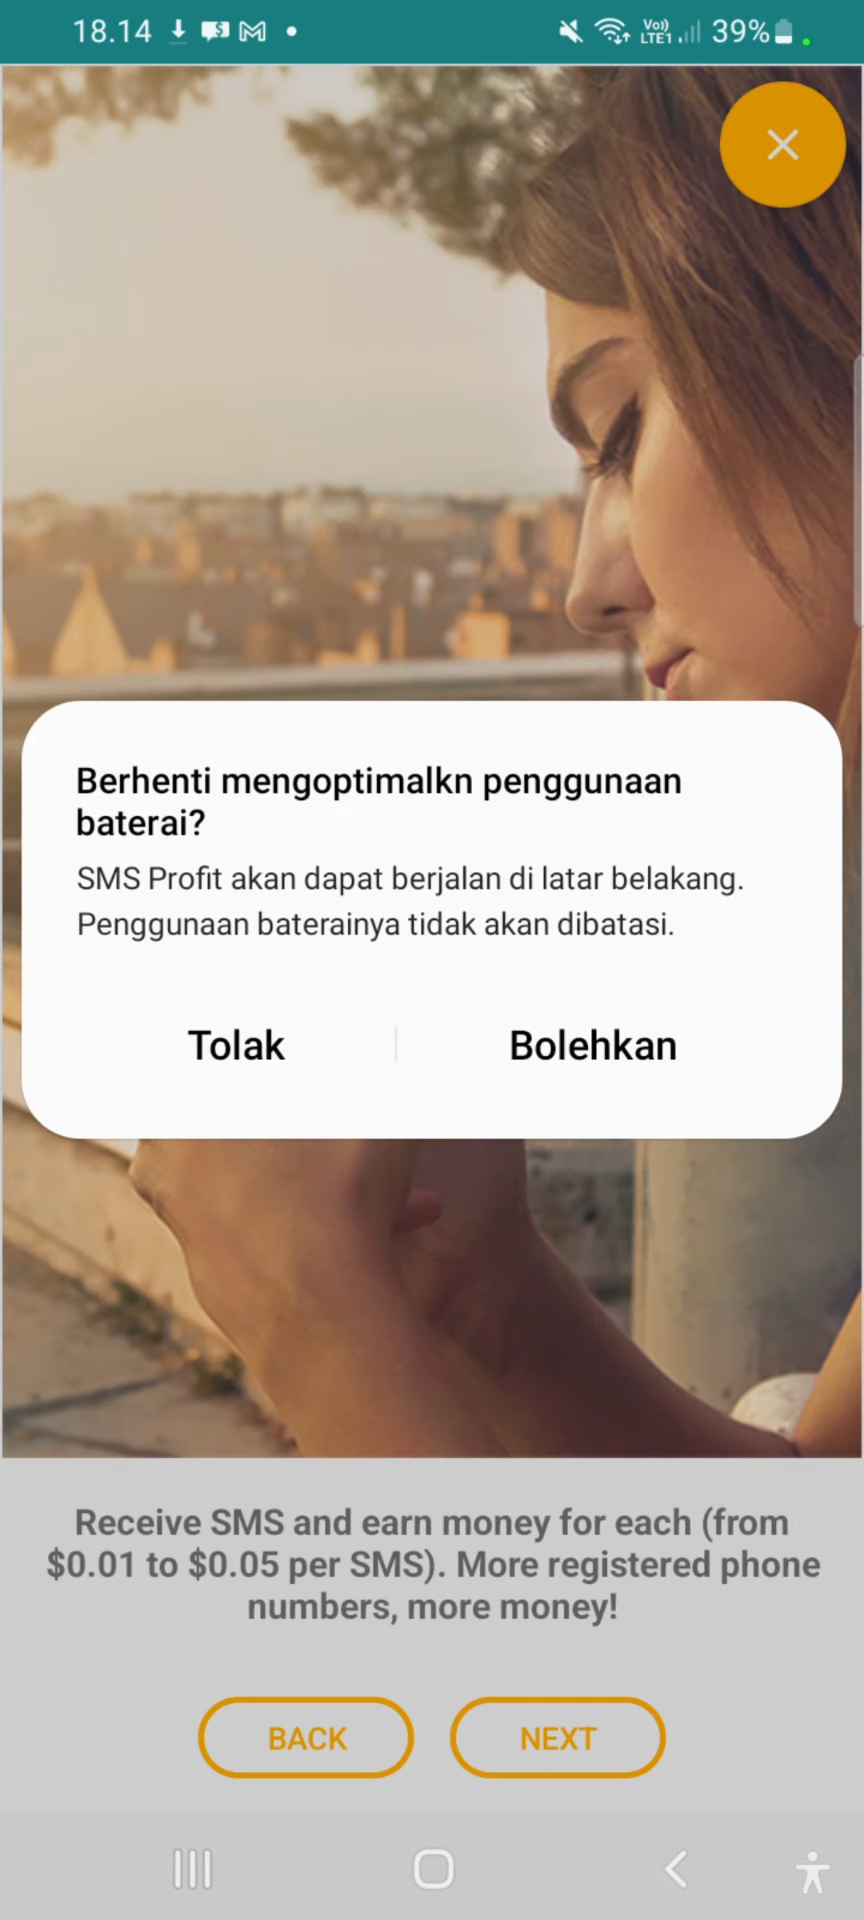 18.14
Vo))
LTE1
39%
Berhenti mengoptimalkn penggunaan
baterai?
SMS Profit akan dapat berjalan di latar belakang.
Penggunaan baterainya tidak akan dibatasi.
Tolak
Bolehkan
Receive SMS and earn money for each (from
$0.01 to $0.05 per SMS). More registered phone
numbers, more money!
BACK
NEXT